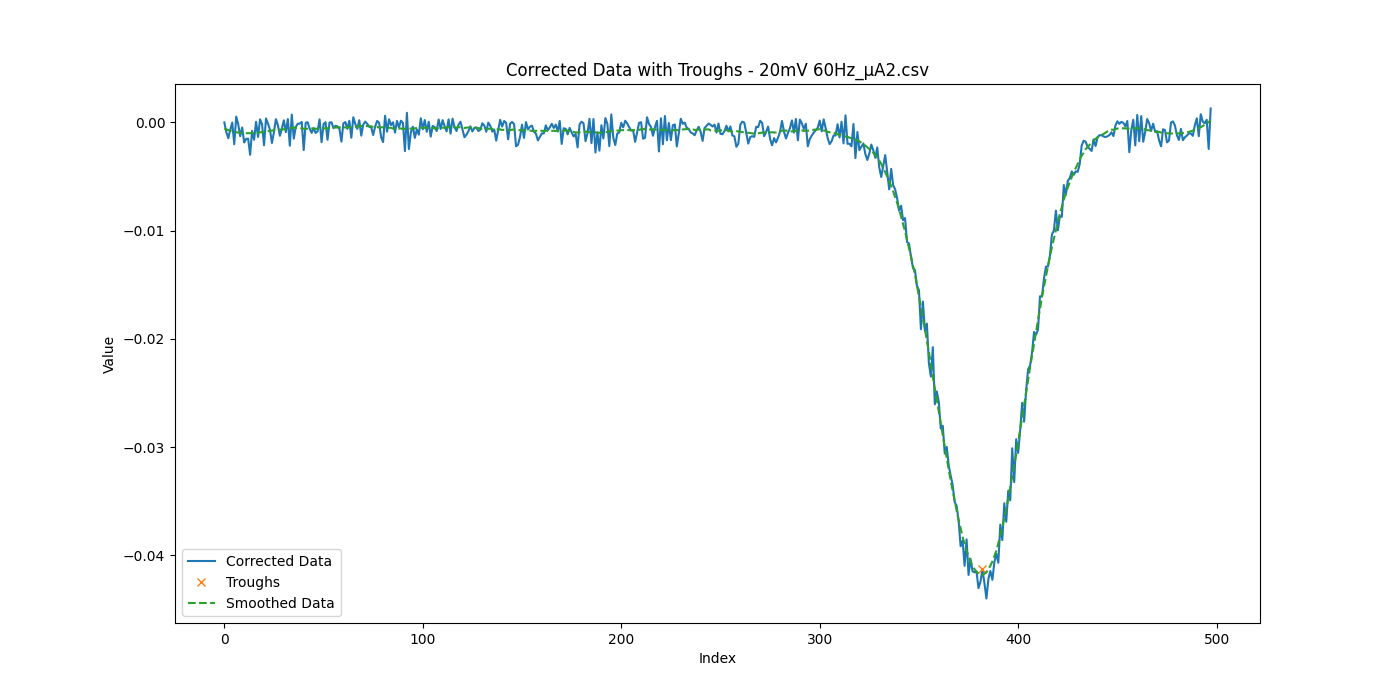 Corrected Data with Troughs - 20mV 60Hz_μA2.csv
Value
0.00
−0.01
−0.02
−0.03
−0.04
Corrected Data
Troughs
Smoothed Data
0 100 200 300 400 500
Index